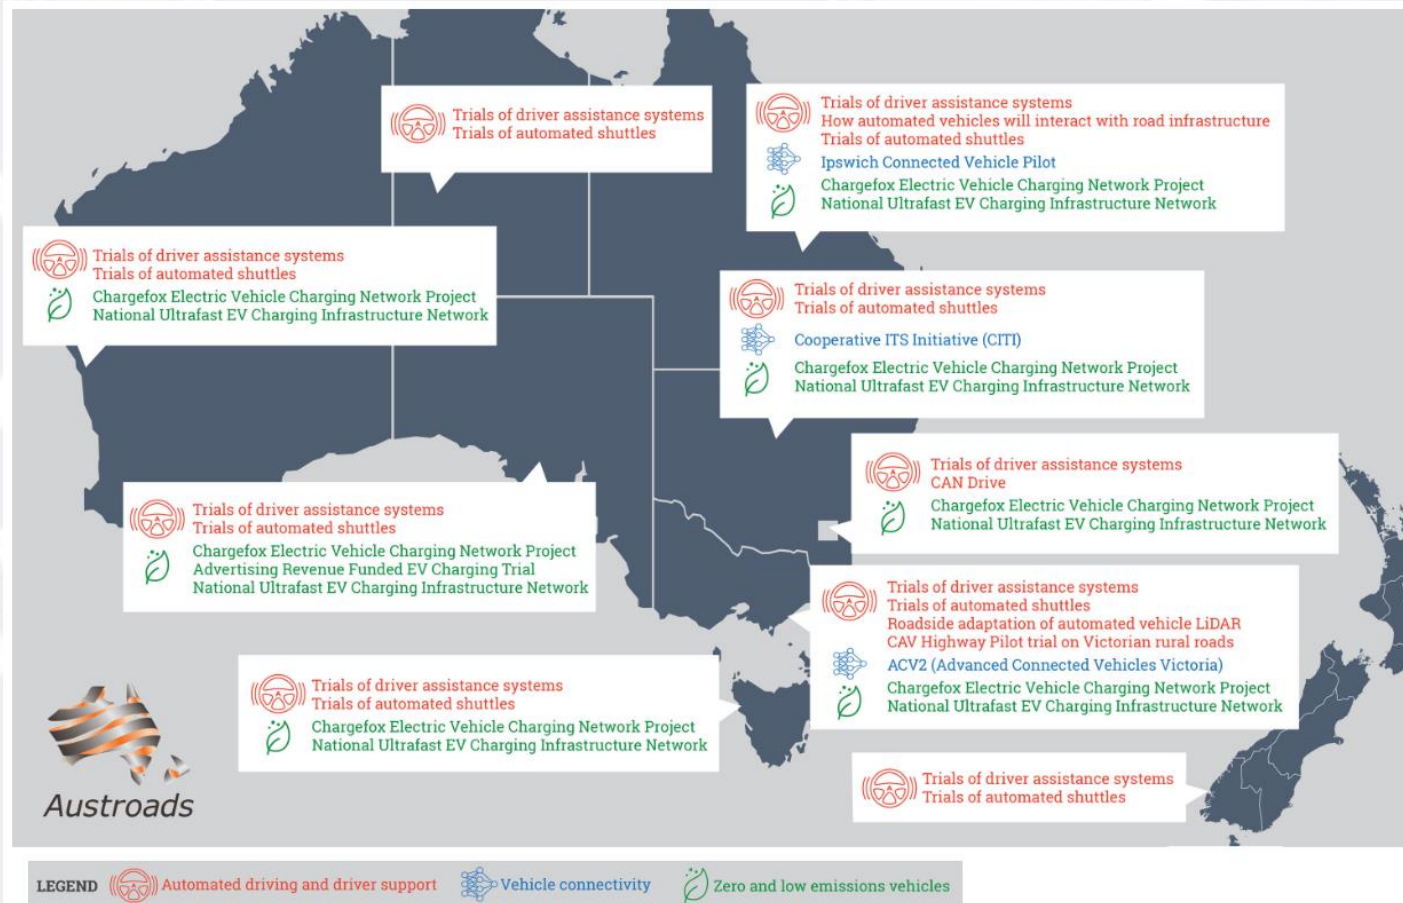 Trials of driver assistance systems
Trials of automated shuttles
Trials of driver assistance systems
How automated vehicles will interact with road infrastructure
Trials of automated shuttles
Ipswich Connected Vehicle Pilot
Chargefox Electric Vehicle Charging Network Project
National Ultrafast EV Charging Infrastructure Network
Trials of driver assistance systems
Trials of automated shuttles
Chargefox Electric Vehicle Charging Network Project
National Ultrafast EV Charging Infrastructure Network
Trials of driver assistance systems
Trials of automated shuttles
Cooperative ITS Initiative (CITI)
Chargefox Electric Vehicle Charging Network Project
National Ultrafast EV Charging Infrastructure Network
Trials of driver assistance systems
CAN Drive
Chargefox Electric Vehicle Charging Network Project
National Ultrafast EV Charging Infrastructure Network
Trials of driver assistance systems
Trials of automated shuttles
Chargefox Electric Vehicle Charging Network Project
Advertising Revenue Funded EV Charging Trial
National Ultrafast EV Charging Infrastructure Network
Trials of driver assistance systems
Trials of automated shuttles
Roadside adaptation of automated vehicle LiDAR
CAV Highway Pilot trial on Victorian rural roads
ACV2 (Advanced Connected Vehicles Victoria)
Chargefox Electric Vehicle Charging Network Project
National Ultrafast EV Charging Infrastructure Network
Trials of driver assistance systems
Trials of automated shuttles
Chargefox Electric Vehicle Charging Network Project
National Ultrafast EV Charging Infrastructure Network
Trials of driver assistance systems
Trials of automated shuttles
Austroads
LEGEND Automated driving and driver support Vehicle connectivity Zero and low emissions vehicles